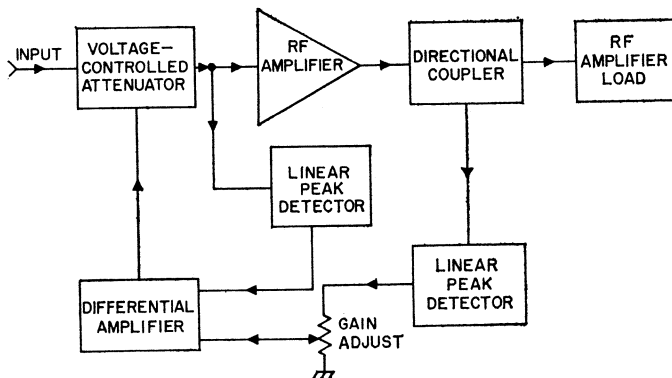 INPUT
VOLTAGE-
CONTROLLED
ATTENUATOR
RF
AMPLIFIER
DIRECTIONAL
COUPLER
RF
AMPLIFIER
LOAD
LINEAR
PEAK
DETECTOR
LINEAR
PEAK
DETECTOR
DIFFERENTIAL
AMPLIFIER
GAIN
ADJUST